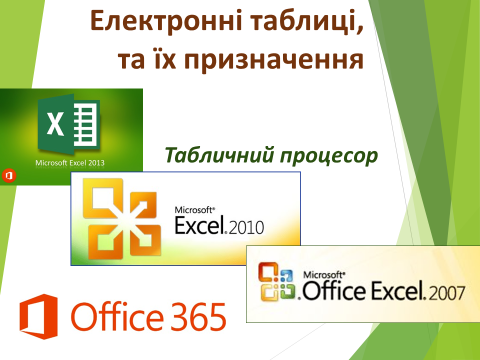 Електронні таблиці,
та їх призначення
Microsoft Excel 2013
Табличний процесор
Microsoft®
Excel®2010
Microsoft®
Office Excel®2007
Office 365